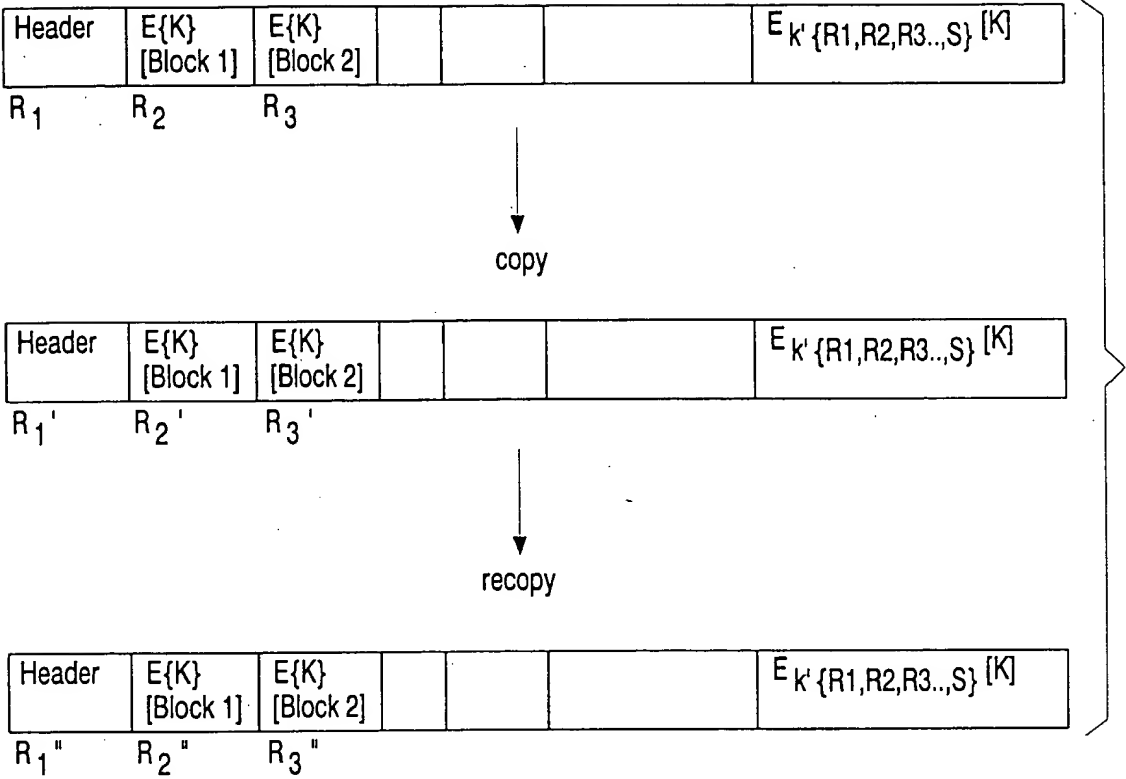 Header E{K} E{K} E k' {R1,R2,R3..,S} [K]
[Block 1] [Block 2]
R1 R2 R3
copy
Header E{K} E{K} E k' {R1,R2,R3..,S} [K]
[Block 1] [Block 2]
R1' R2' R3'
recopy
Header E{K} E{K} E k' {R1,R2,R3..,S} [K]
[Block 1] [Block 2]
R1" R2" R3"